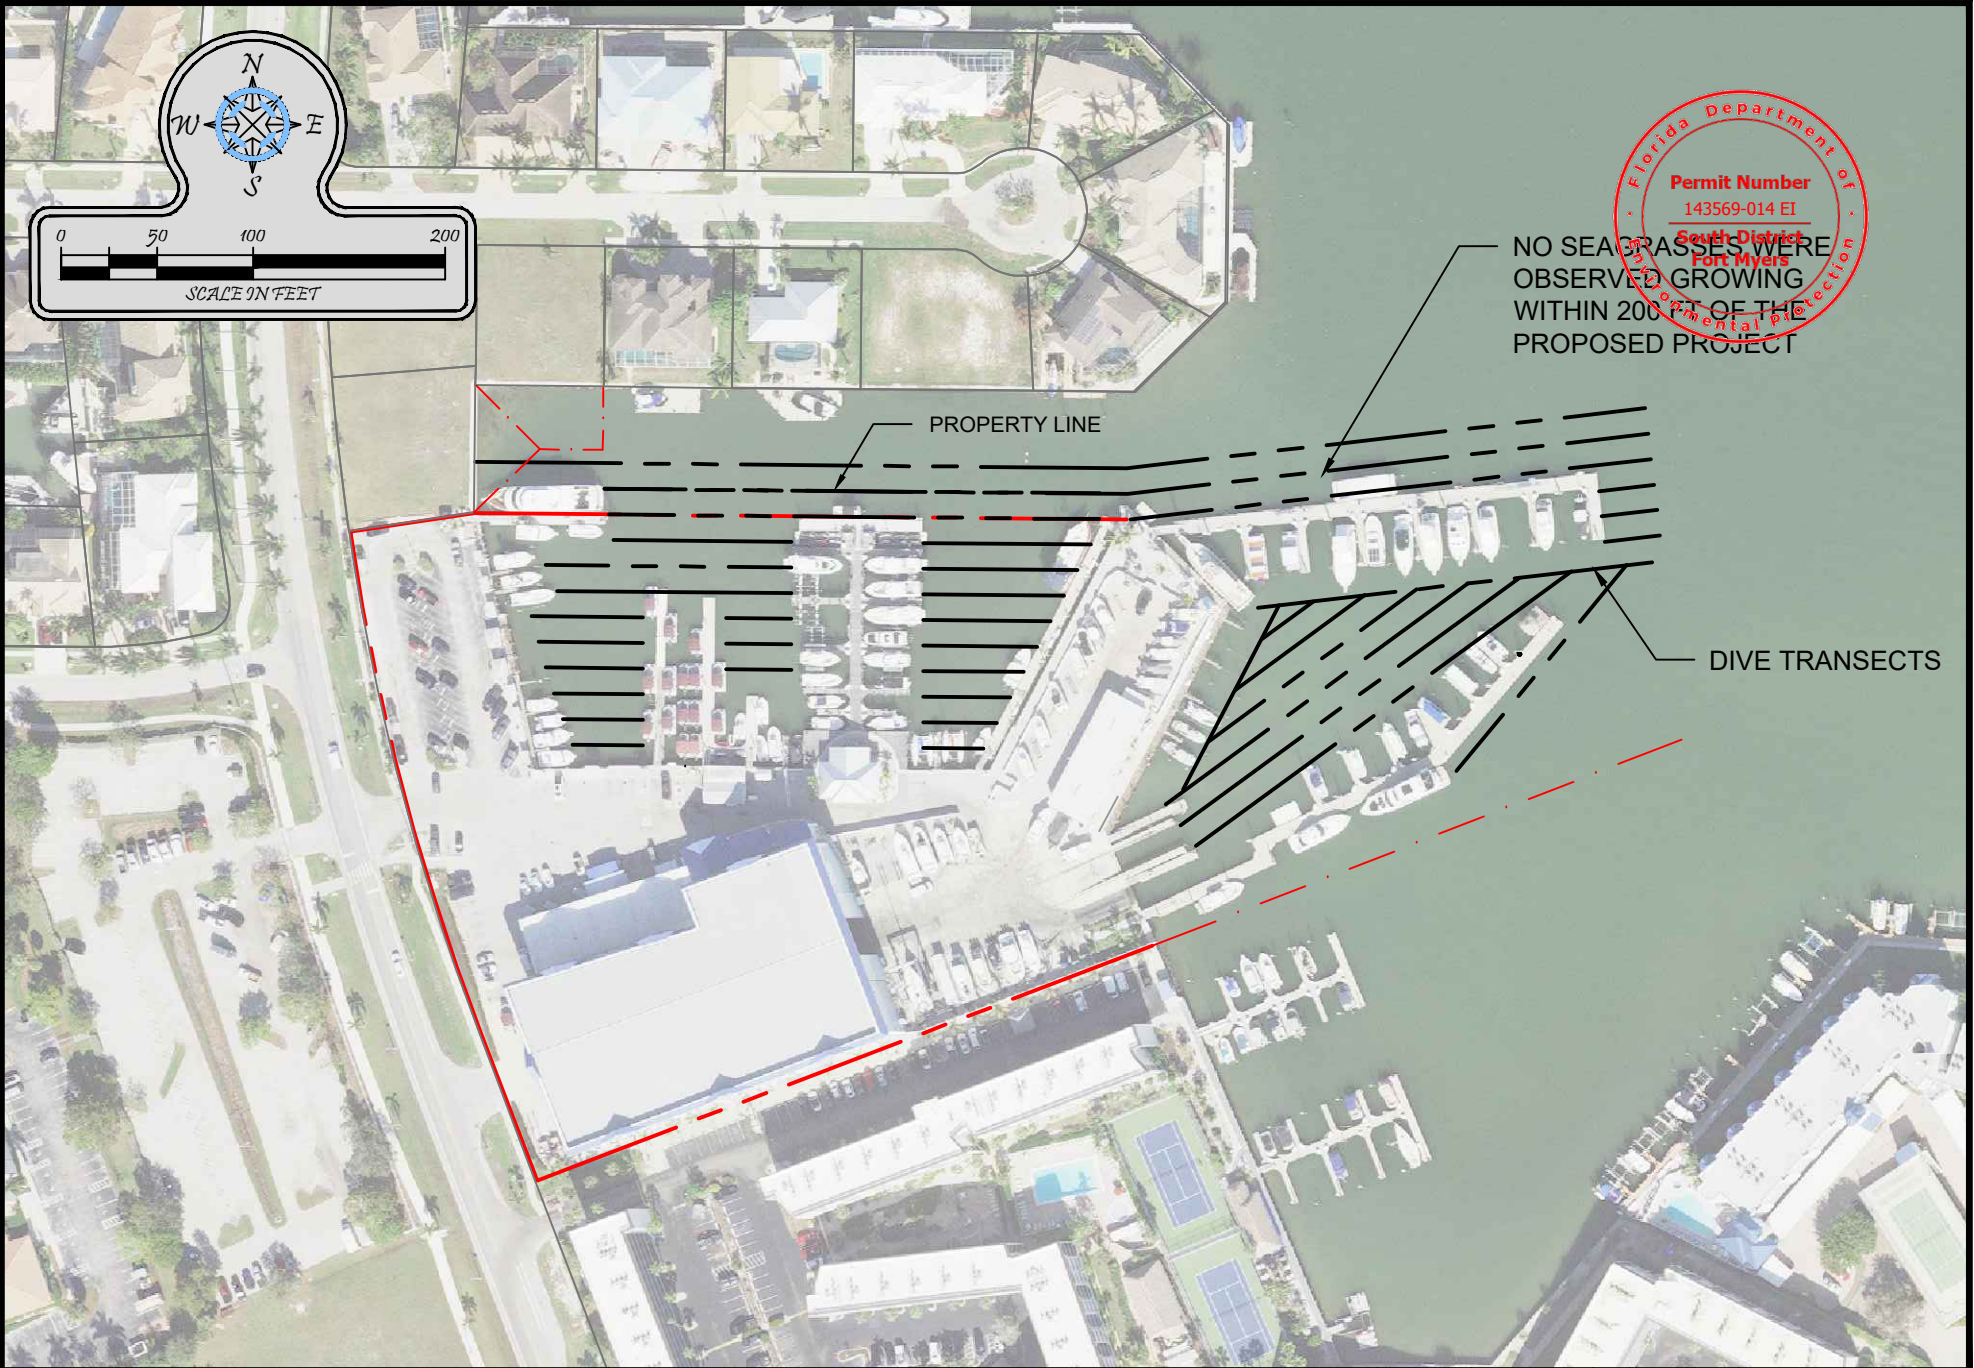 N
W E
S
0 50 100 200
SCALE IN FEET
Florida Department of
Environmental Protection
Permit Number
143569-014 EI
South District
Fort Myers
NO SEAGRASSES WERE
OBSERVED GROWING
WITHIN 200 FT OF THE
PROPOSED PROJECT
PROPERTY LINE
DIVE TRANSECTS